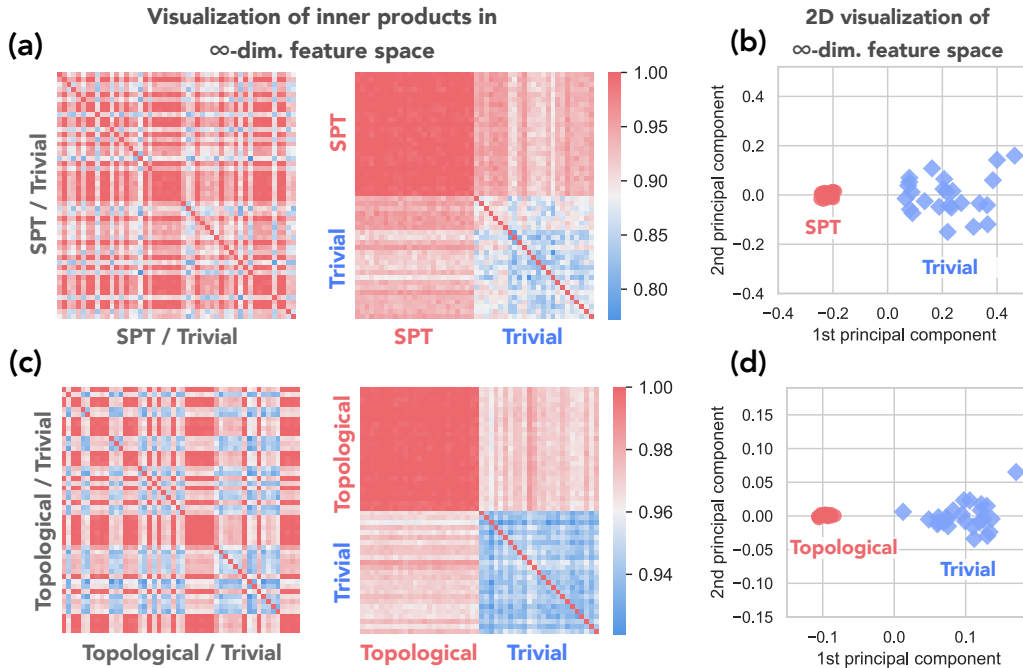 Visualization of inner products in
∞-dim. feature space
2D visualization of
∞-dim. feature space
(a)
SPT / Trivial
SPT / Trivial
SPT
Trivial
SPT
Trivial
1.00
0.95
0.90
0.85
0.80
(b)
2nd principal component
0.4
0.2
0.0
−0.2
−0.4
SPT
Trivial
−0.4
−0.2
0.0
0.2
0.4
1st principal component
(c)
Topological / Trivial
Topological / Trivial
Topological
Trivial
Topological
Trivial
1.00
0.98
0.96
0.94
(d)
2nd principal component
0.15
0.10
0.05
0.00
−0.05
−0.10
−0.15
Topological
Trivial
−0.1
0.0
0.1
1st principal component